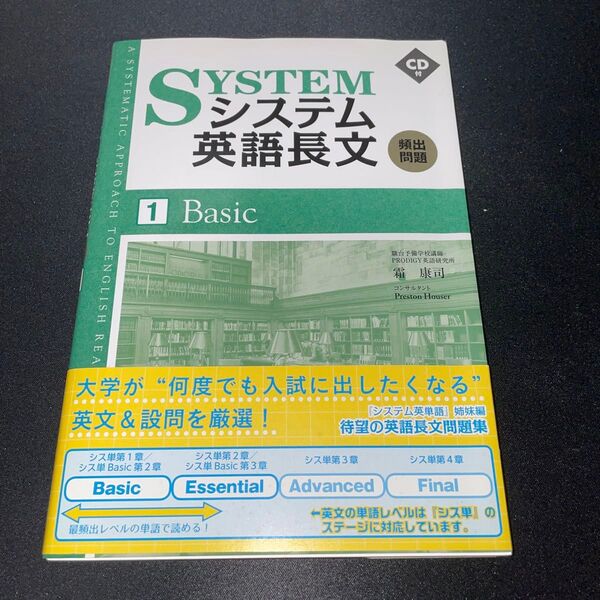 A SYSTEMATIC APPROACH TO ENGLISH REA
CD
付
SYSTEM
システム
英語長文
頻出
問題
1 Basic
駿台予備学校講師・
PRODIGY英語研究所
霜 康司
コンサルタント
Preston Houser
大学が“何度でも入試に出したくなる”
英文&設問を厳選!
『システム英単語』姉妹編
待望の英語長文問題集
シス単第1章/
シス単Basic第2章
シス単第2章/
シス単Basic第3章
シス単第3章
シス単第4章
Basic
Essential
Advanced
Final
最頻出レベルの単語で読める!
⬅英文の単語レベルは『シス単』の
ステージに対応しています。